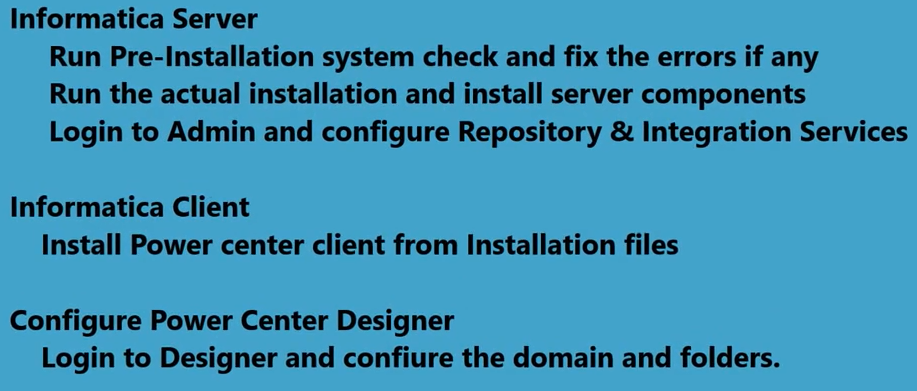 Informatica Server
Run Pre-Installation system check and fix the errors if any
Run the actual installation and install server components
Login to Admin and configure Repository & Integration Services
Informatica Client
Install Power center client from Installation files
Configure Power Center Designer
Login to Designer and confiure the domain and folders.